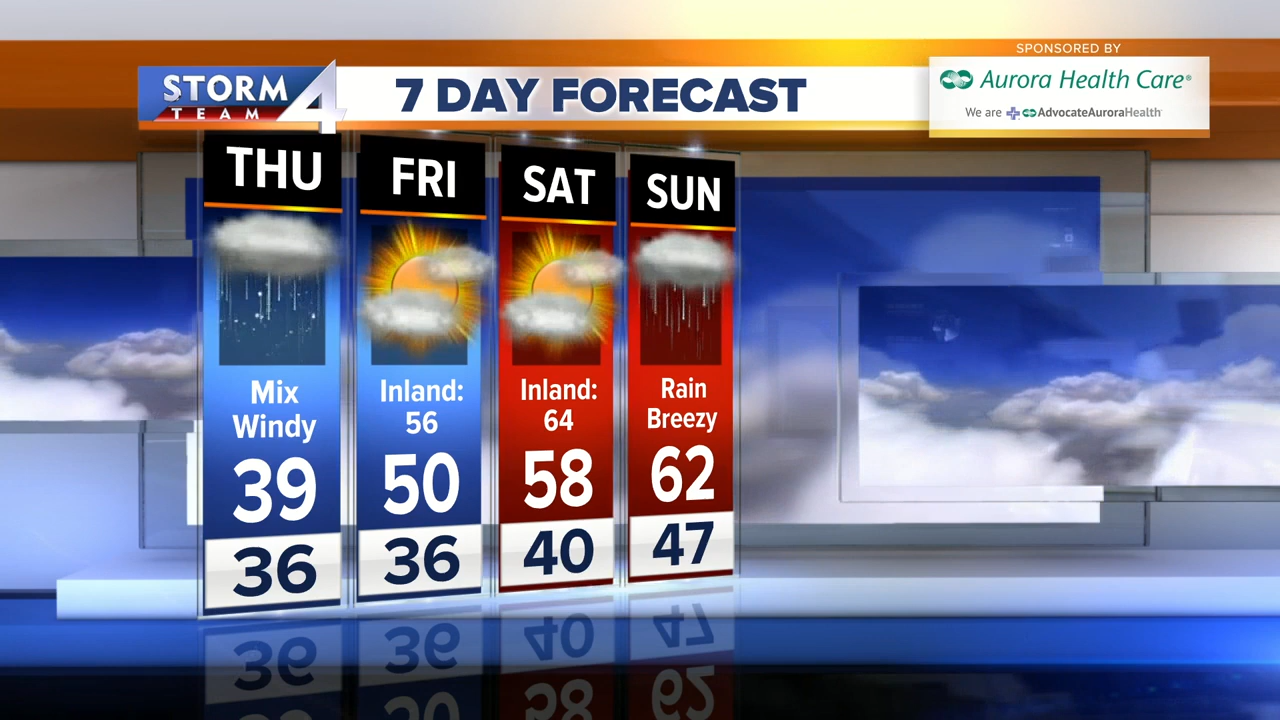 SPONSORED BY
STORM
TEAM 4
7 DAY FORECAST
Aurora Health Care®
We are AdvocateAuroraHealth
THU
Mix
Windy
39
36
FRI
Inland:
56
50
36
SAT
Inland:
64
58
40
SUN
Rain
Breezy
62
47